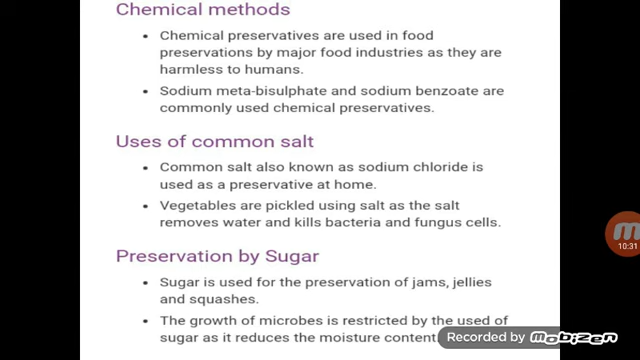 Chemical methods
• Chemical preservatives are used in food
preservations by major food industries as they are
harmless to humans.
• Sodium meta-bisulphate and sodium benzoate are
commonly used chemical preservatives.
Uses of common salt
• Common salt also known as sodium chloride is
used as a preservative at home.
• Vegetables are pickled using salt as the salt
removes water and kills bacteria and fungus cells.
10:31
Preservation by Sugar
• Sugar is used for the preservation of jams, jellies
and squashes.
• The growth of microbes is restricted by the used of
sugar as it reduces the moisture content.
Recorded by mobizen